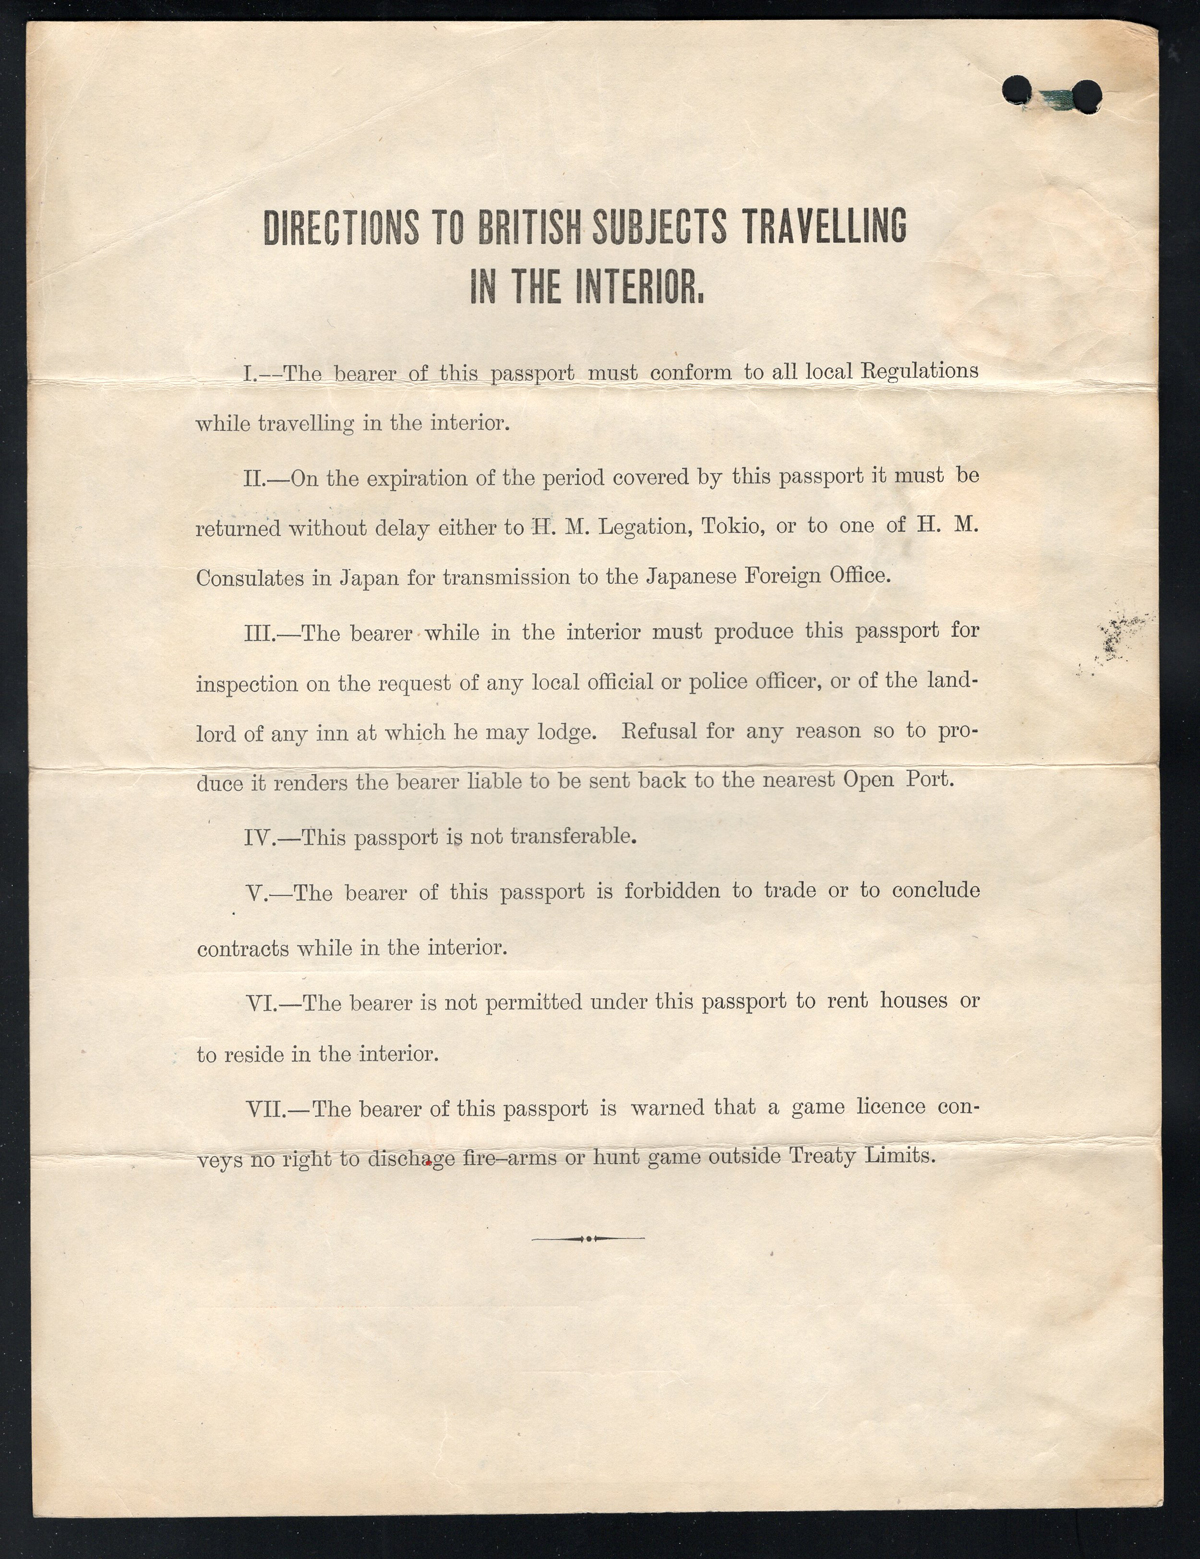 DIRECTIONS TO BRITISH SUBJECTS TRAVELLING
IN THE INTERIOR.
I.—The bearer of this passport must conform to all local Regulations
while travelling in the interior.
II.—On the expiration of the period covered by this passport it must be
returned without delay either to H. M. Legation, Tokio, or to one of H. M.
Consulates in Japan for transmission to the Japanese Foreign Office.
III.—The bearer while in the interior must produce this passport for
inspection on the request of any local official or police officer, or of the land-
lord of any inn at which he may lodge. Refusal for any reason so to pro-
duce it renders the bearer liable to be sent back to the nearest Open Port.
IV.—This passport is not transferable.
V.—The bearer of this passport is forbidden to trade or to conclude
contracts while in the interior.
VI.—The bearer is not permitted under this passport to rent houses or
to reside in the interior.
VII.—The bearer of this passport is warned that a game licence con-
veys no right to dischage fire-arms or hunt game outside Treaty Limits.